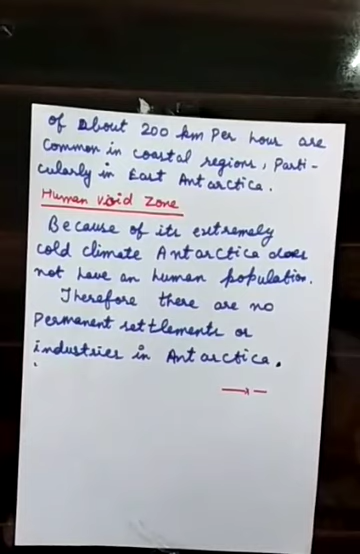 of about 200 km Per hour are
common in coastal regions, Parti-
cularly in East Antarctica.
Human void Zone
Because of its extremely
cold climate Antarctica does
not have an human population.
Therefore there are no
Permanent settlements or
industries in Antarctica.